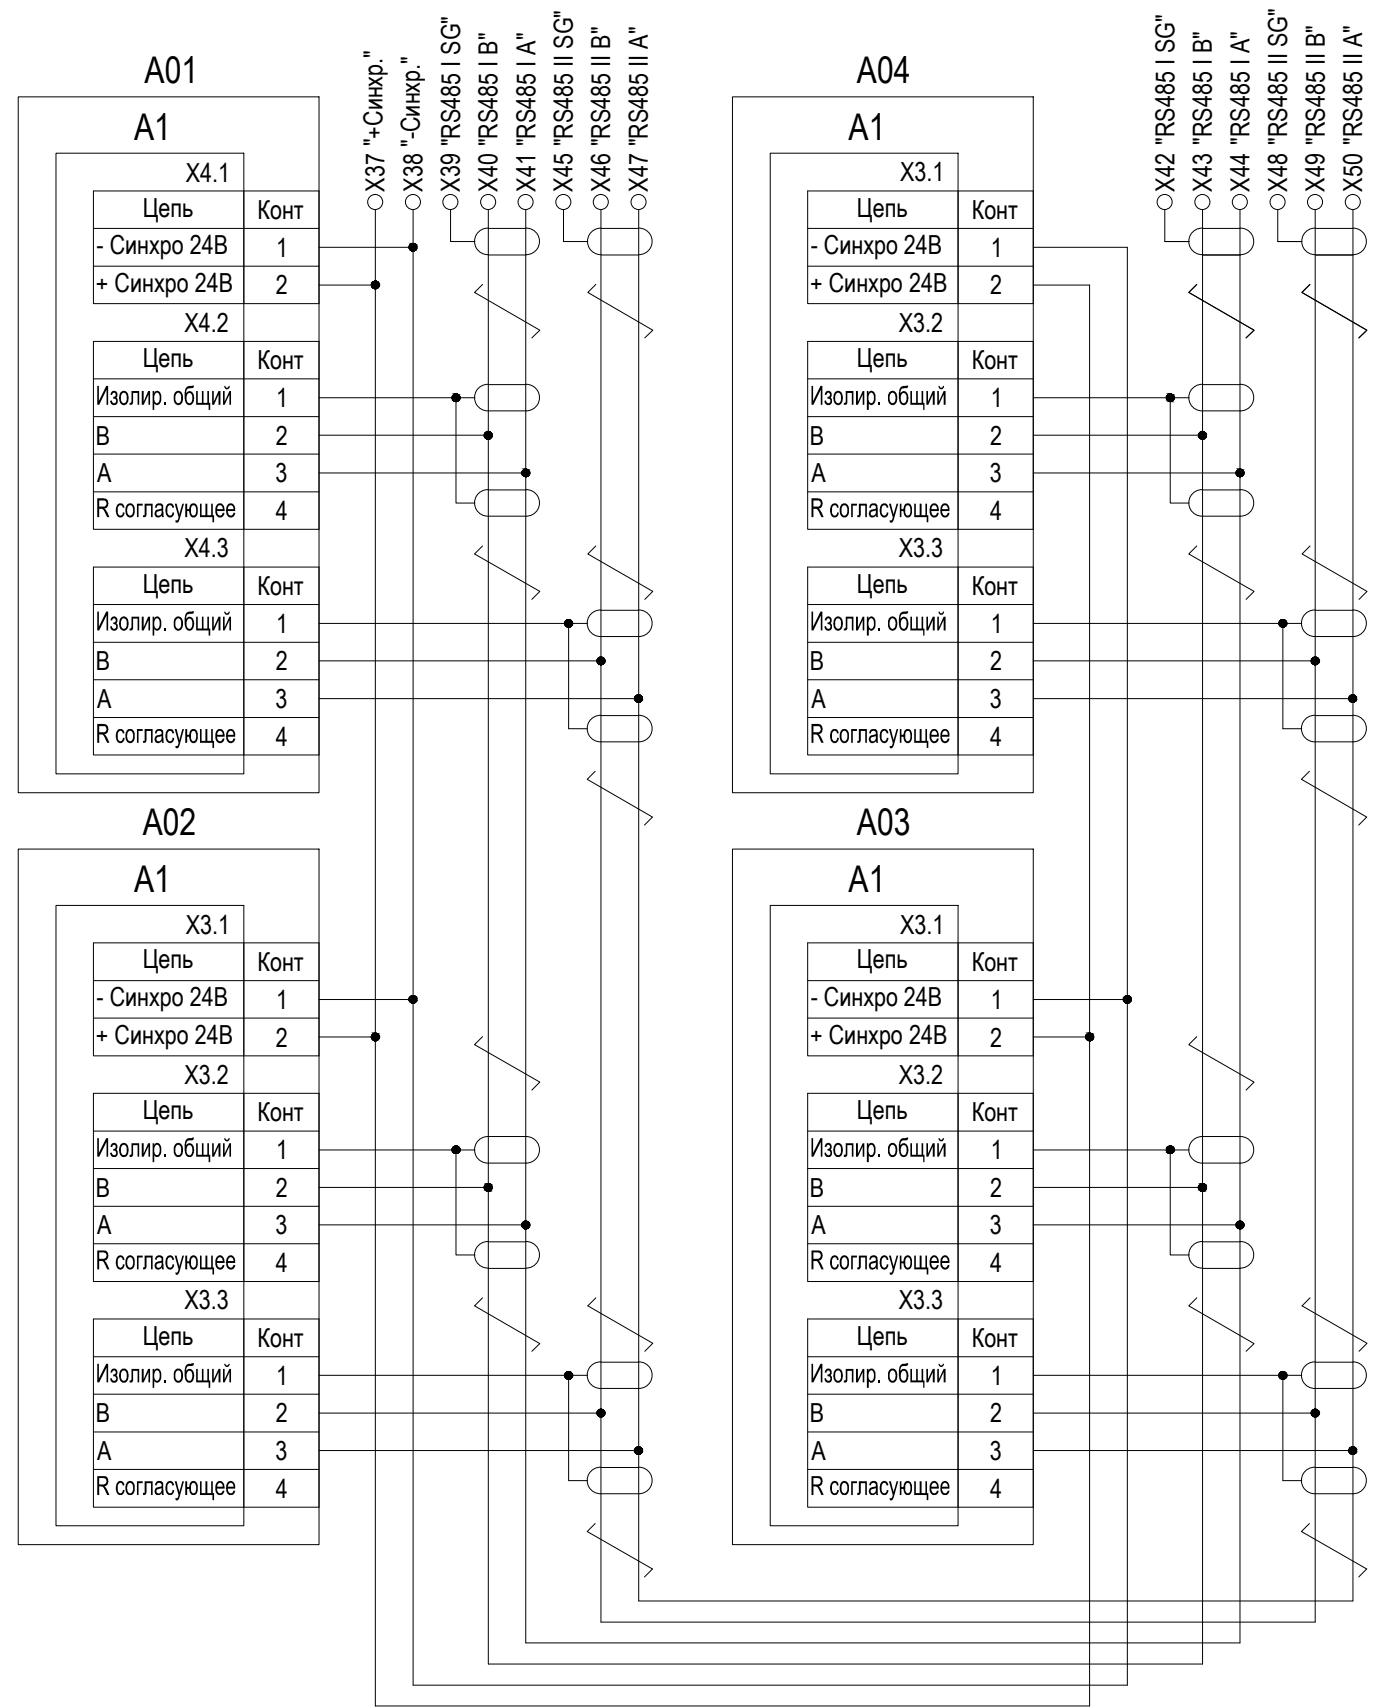 A01
A1
X4.1
Цепь Конт
- Синхро 24В 1
+ Синхро 24В 2
X4.2
Цепь Конт
Изолир. общий 1
B 2
A 3
R согласующее 4
X4.3
Цепь Конт
Изолир. общий 1
B 2
A 3
R согласующее 4
X37 "+Синхр."
X38 "-Синхр."
X39 "RS485 I SG"
X40 "RS485 I B"
X41 "RS485 I A"
X45 "RS485 II SG"
X46 "RS485 II B"
X47 "RS485 II A"
A04
A1
X3.1
Цепь Конт
- Синхро 24В 1
+ Синхро 24В 2
X3.2
Цепь Конт
Изолир. общий 1
B 2
A 3
R согласующее 4
X3.3
Цепь Конт
Изолир. общий 1
B 2
A 3
R согласующее 4
X42 "RS485 I SG"
X43 "RS485 I B"
X44 "RS485 I A"
X48 "RS485 II SG"
X49 "RS485 II B"
X50 "RS485 II A"
A02
A1
X3.1
Цепь Конт
- Синхро 24В 1
+ Синхро 24В 2
X3.2
Цепь Конт
Изолир. общий 1
B 2
A 3
R согласующее 4
X3.3
Цепь Конт
Изолир. общий 1
B 2
A 3
R согласующее 4
A03
A1
X3.1
Цепь Конт
- Синхро 24В 1
+ Синхро 24В 2
X3.2
Цепь Конт
Изолир. общий 1
B 2
A 3
R согласующее 4
X3.3
Цепь Конт
Изолир. общий 1
B 2
A 3
R согласующее 4